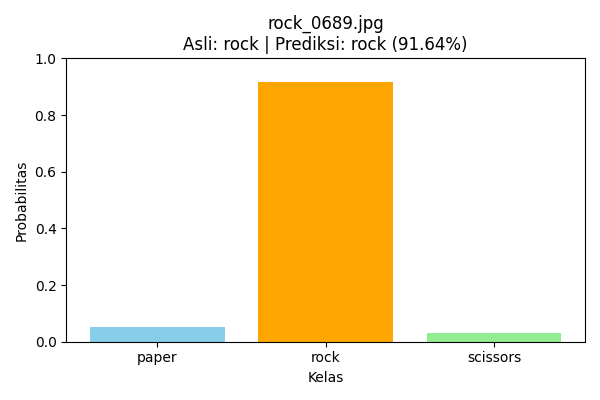 rock_0689.jpg
Asli: rock | Prediksi: rock (91.64%)
1.0
0.8
0.6
0.4
0.2
0.0
Probabilitas
paper rock scissors
Kelas